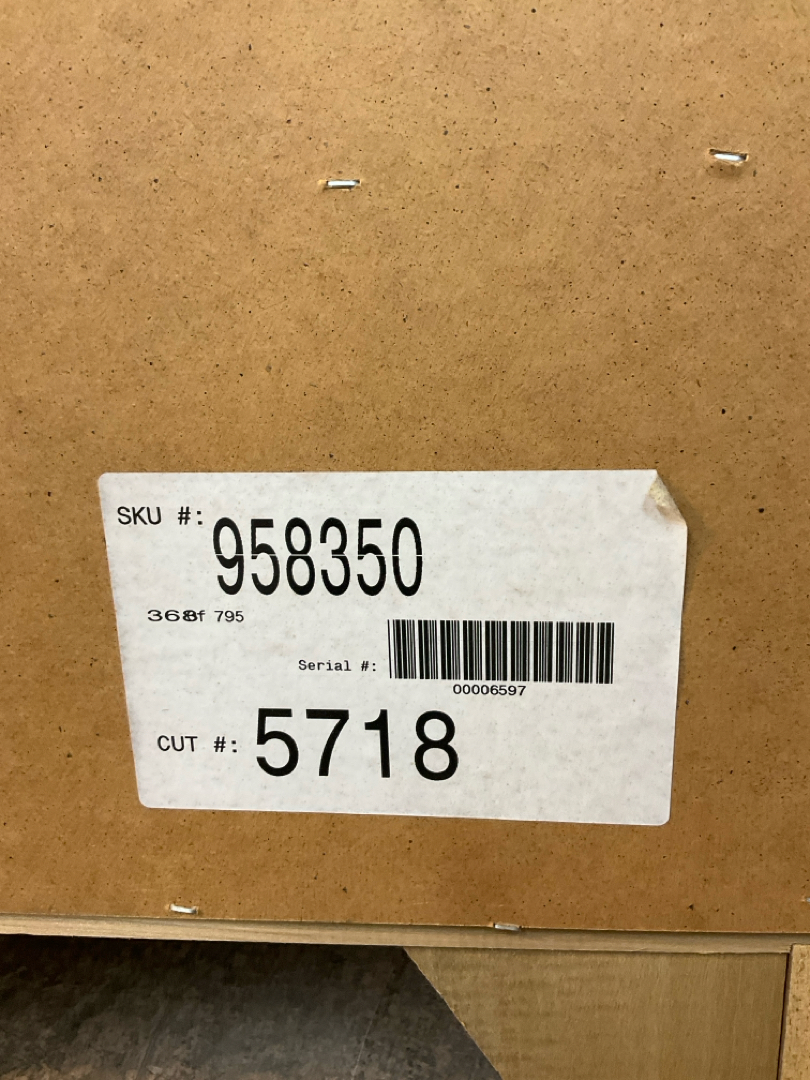 SKU #: 958350
368f 795
Serial #:
00006597
CUT #: 5718